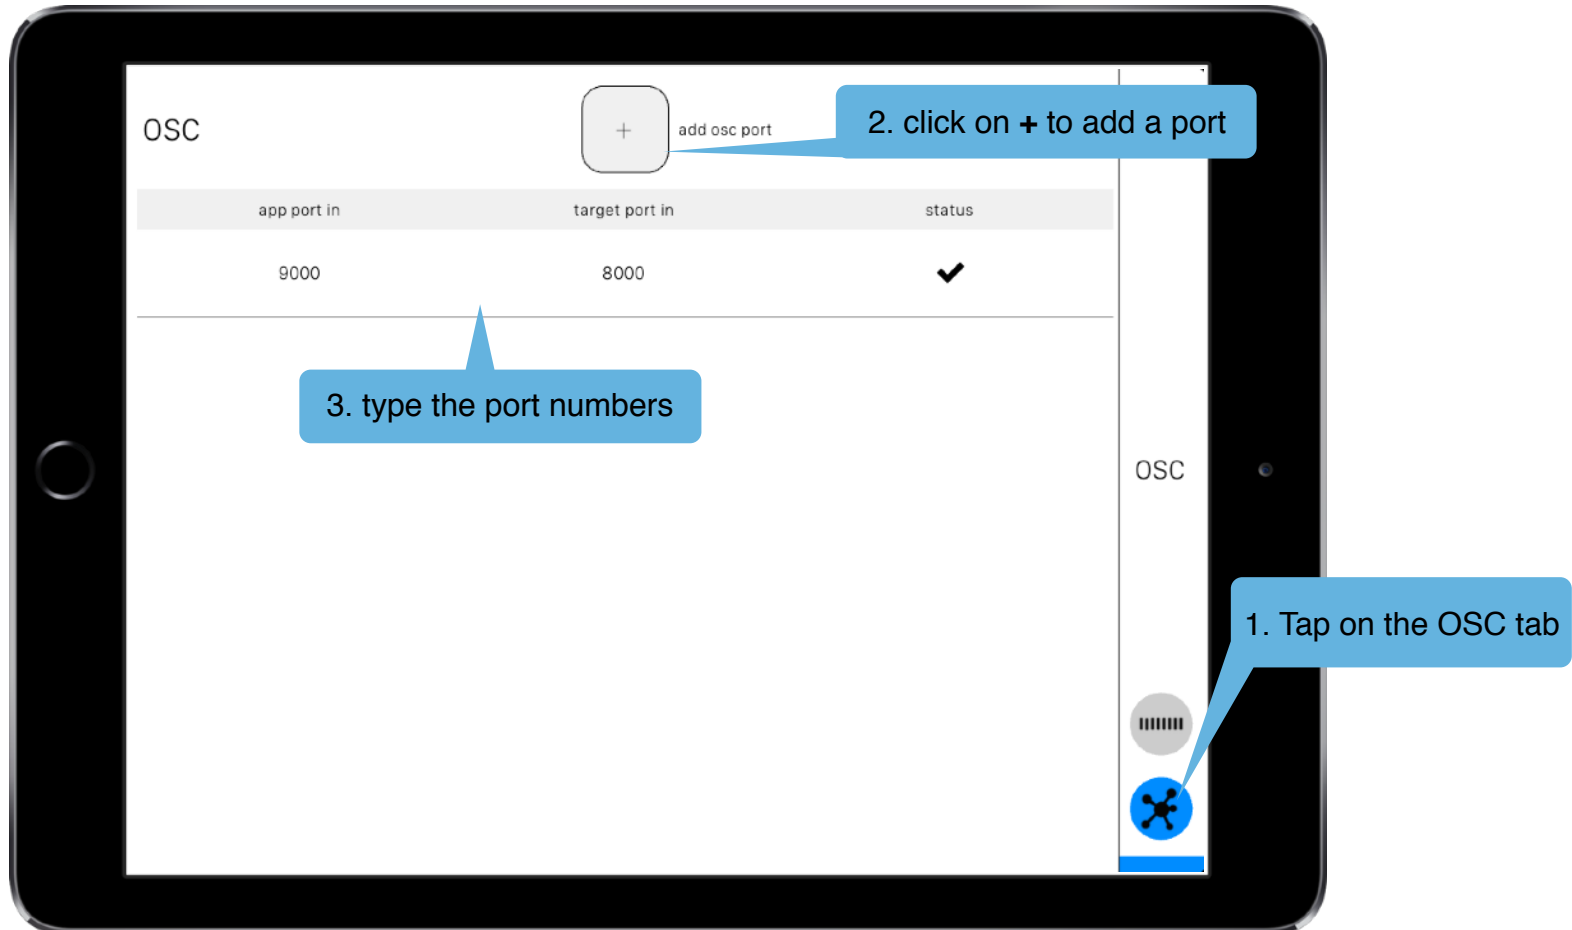 OSC
+
add osc port
2. click on + to add a port
app port in
target port in
status
9000
8000
3. type the port numbers
OSC
1. Tap on the OSC tab